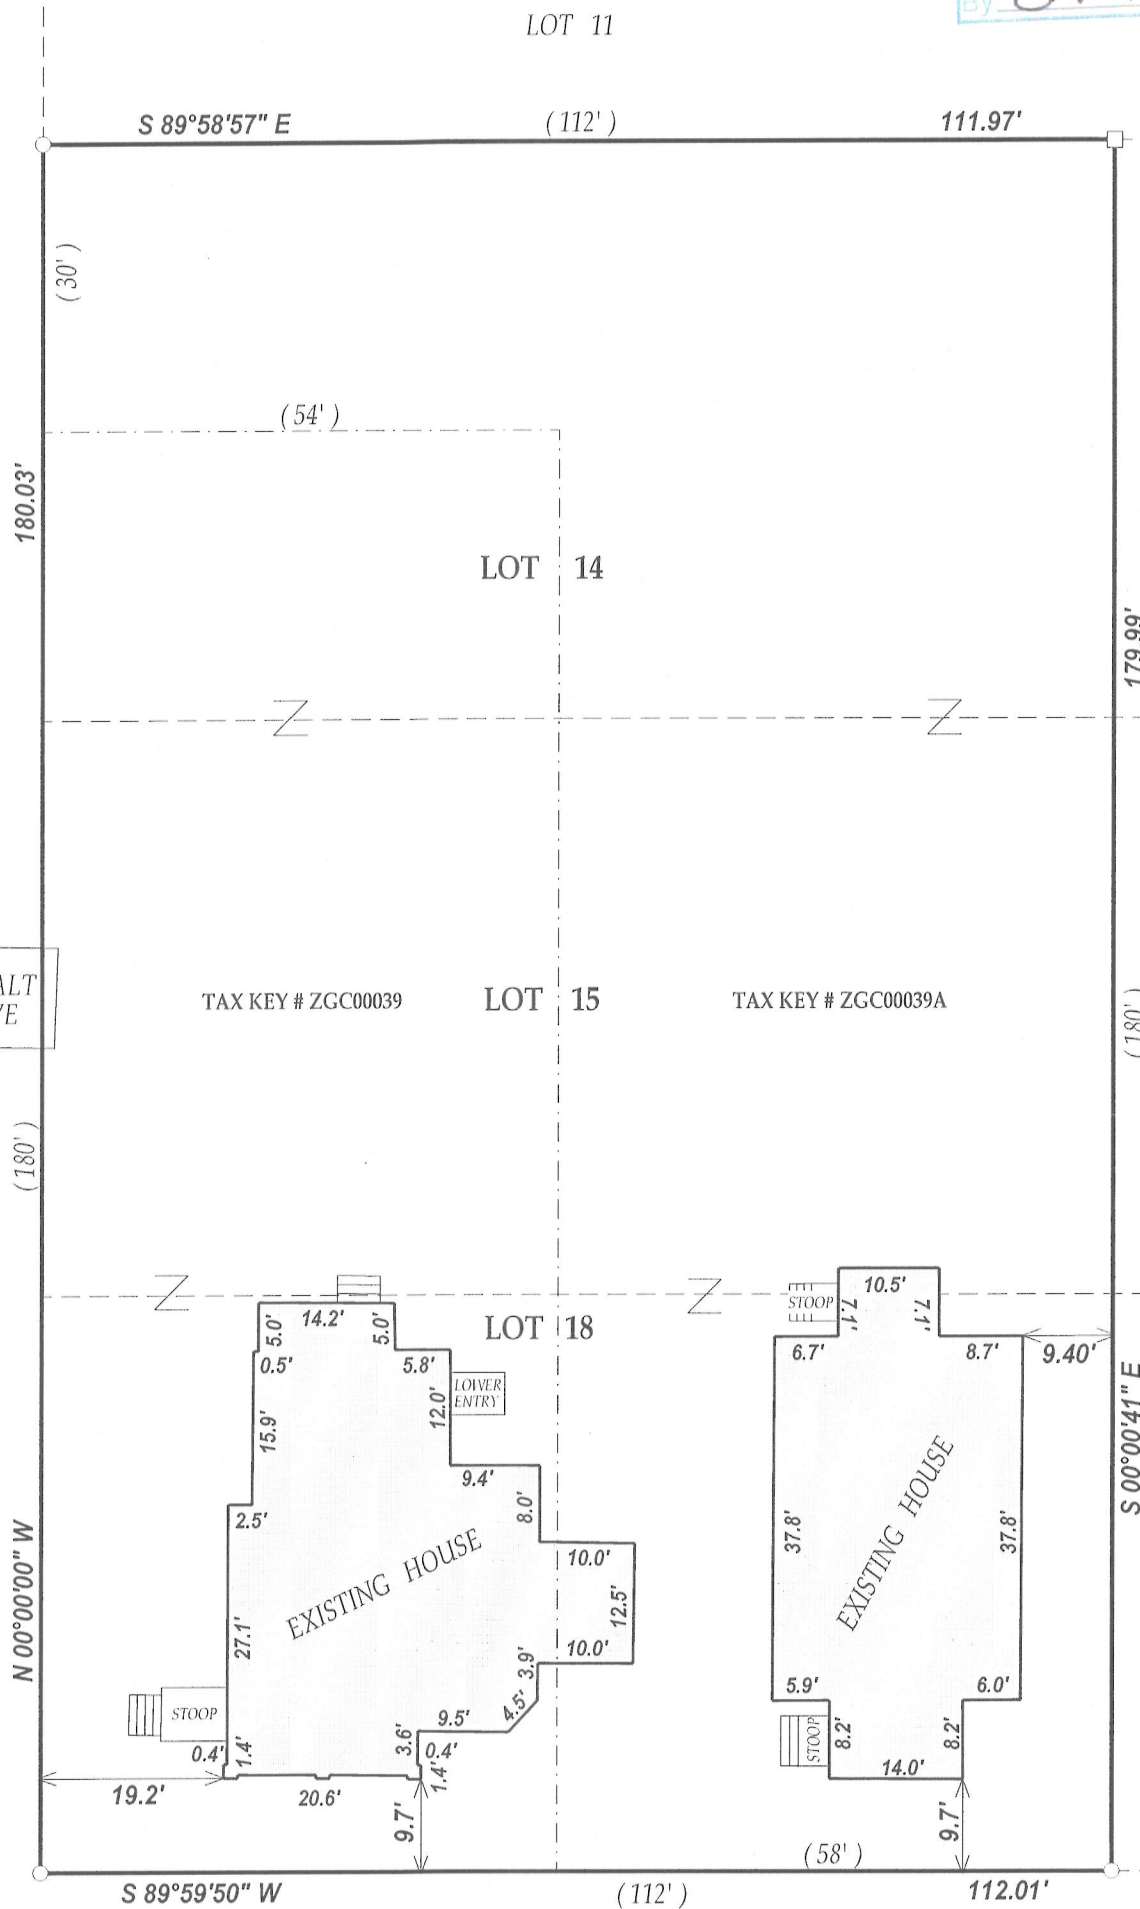 By
LOT 11
S 89°58'57" E
(112')
111.97'
(30')
(54')
180.03'
LOT 14
179.99'
ALT
VE
TAX KEY # ZGC00039
LOT 15
TAX KEY # ZGC00039A
(180')
(180')
14.2'
5.0'
5.0'
0.5'
5.8'
LOT 18
LOWER
ENTRY
12.0'
15.9'
9.4'
2.5'
8.0'
10.0'
12.5'
10.0'
EXISTING HOUSE
27.1'
3.9'
4.5'
9.5'
STOOP
0.4'
1.4'
3.6'
0.4'
1.4'
19.2'
20.6'
9.7'
N 00°00'00" W
STOOP
10.5'
7.1'
7.1'
6.7'
8.7'
9.40'
S 00°00'41" E
37.8'
37.8'
EXISTING HOUSE
5.9'
6.0'
STOOP
8.2'
8.2'
14.0'
9.7'
(58')
S 89°59'50" W
(112')
112.01'